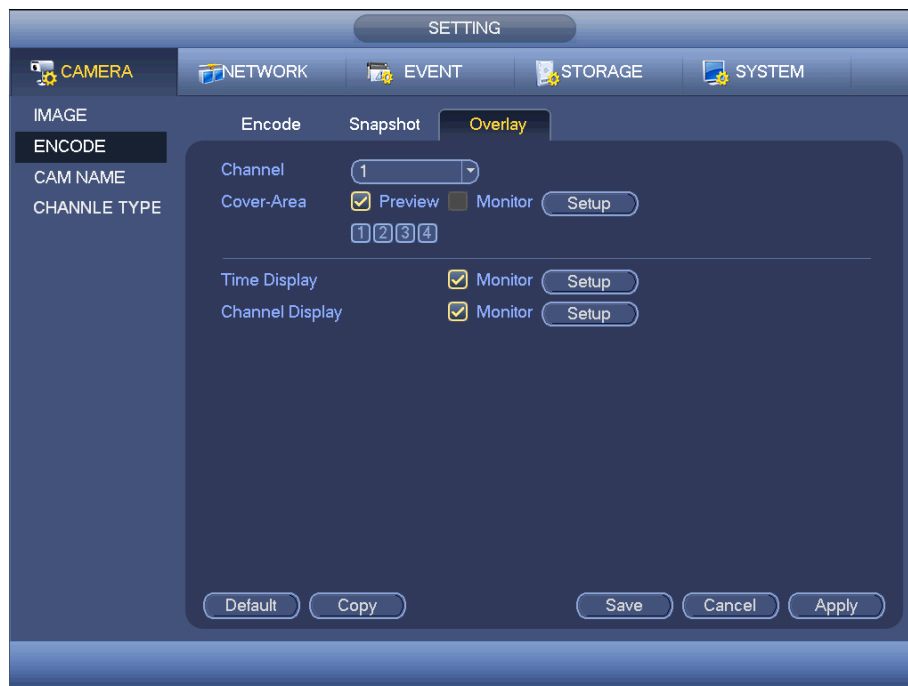 SETTING
CAMERA NETWORK EVENT STORAGE SYSTEM
IMAGE
ENCODE
CAM NAME
CHANNLE TYPE
Encode Snapshot Overlay
Channel 1
Cover-Area Preview Monitor Setup
1 2 3 4
Time Display Monitor Setup
Channel Display Monitor Setup
Default Copy Save Cancel Apply